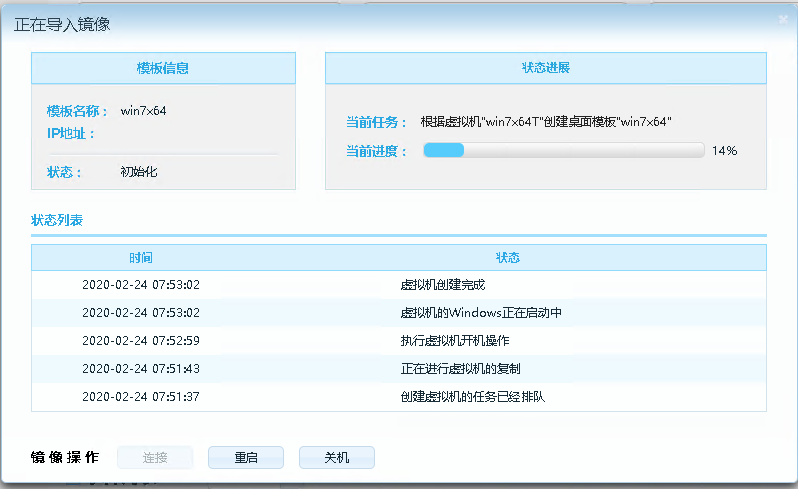 正在导入镜像
模板信息
模板名称： win7x64
IP地址：
状态： 初始化
状态进展
当前任务： 根据虚拟机"win7x64T"创建桌面模板"win7x64"
当前进度： 14%
状态列表
时间 状态
2020-02-24 07:53:02 虚拟机创建完成
2020-02-24 07:53:02 虚拟机的Windows正在启动中
2020-02-24 07:52:59 执行虚拟机开机操作
2020-02-24 07:51:43 正在进行虚拟机的复制
2020-02-24 07:51:37 创建虚拟机的任务已经排队
镜像操作 连接 重启 关机